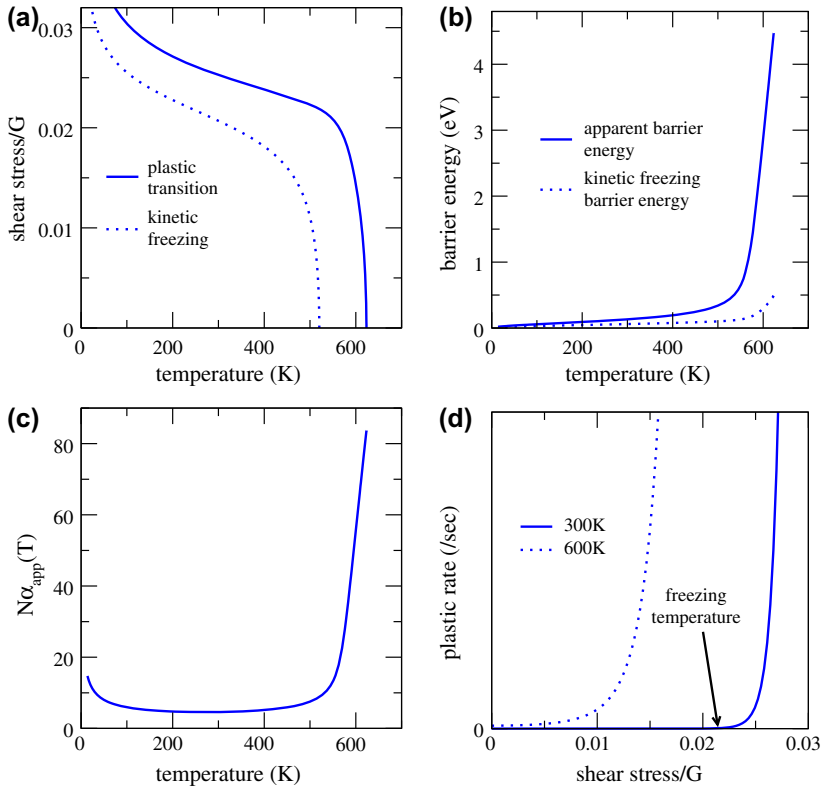 (a)
0.03
0.02
0.01
0
shear stress/G
plastic
transition
kinetic
freezing
0
200
400
600
temperature (K)
(b)
4
3
2
1
0
barrier energy (eV)
apparent barrier
energy
kinetic freezing
barrier energy
200
400
600
temperature (K)
(c)
80
60
40
20
0
Nα_app(T)
0
200
400
600
temperature (K)
(d)
plastic rate (/sec)
300K
600K
freezing
temperature
0
0
0.01
0.02
0.03
shear stress/G